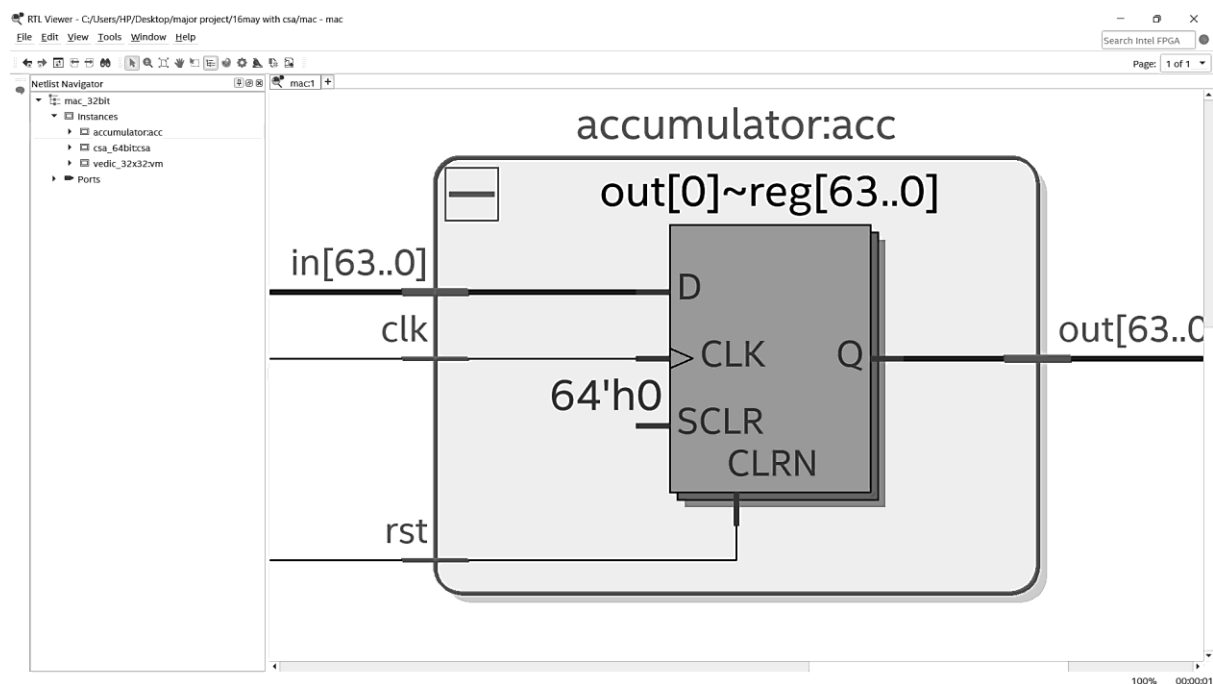 RTL Viewer - C:/Users/HP/Desktop/major project/16may with csa/mac - mac
File Edit View Tools Window Help
Search Intel FPGA
Page: 1 of 1
Netlist Navigator
mac:1
mac_32bit
Instances
accumulator:acc
csa_64bit:csa
vedic_32x32:vm
Ports
accumulator:acc
out[0]~reg[63..0]
in[63..0]
D
clk
CLK
Q
out[63..0
64'h0
SCLR
CLRN
rst
100% 00:00:01